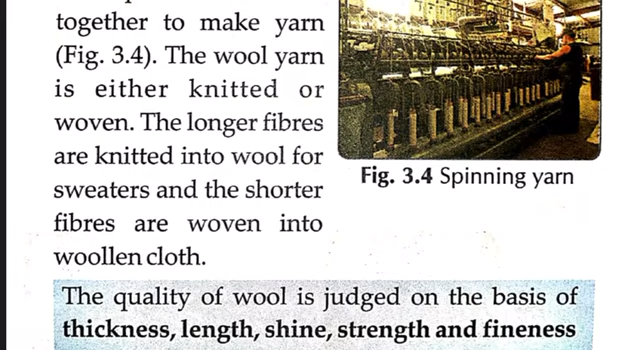 together to make yarn
(Fig. 3.4). The wool yarn
is either knitted or
woven. The longer fibres
are knitted into wool for
sweaters and the shorter
fibres are woven into
woollen cloth.
Fig. 3.4 Spinning yarn
The quality of wool is judged on the basis of
thickness, length, shine, strength and fineness